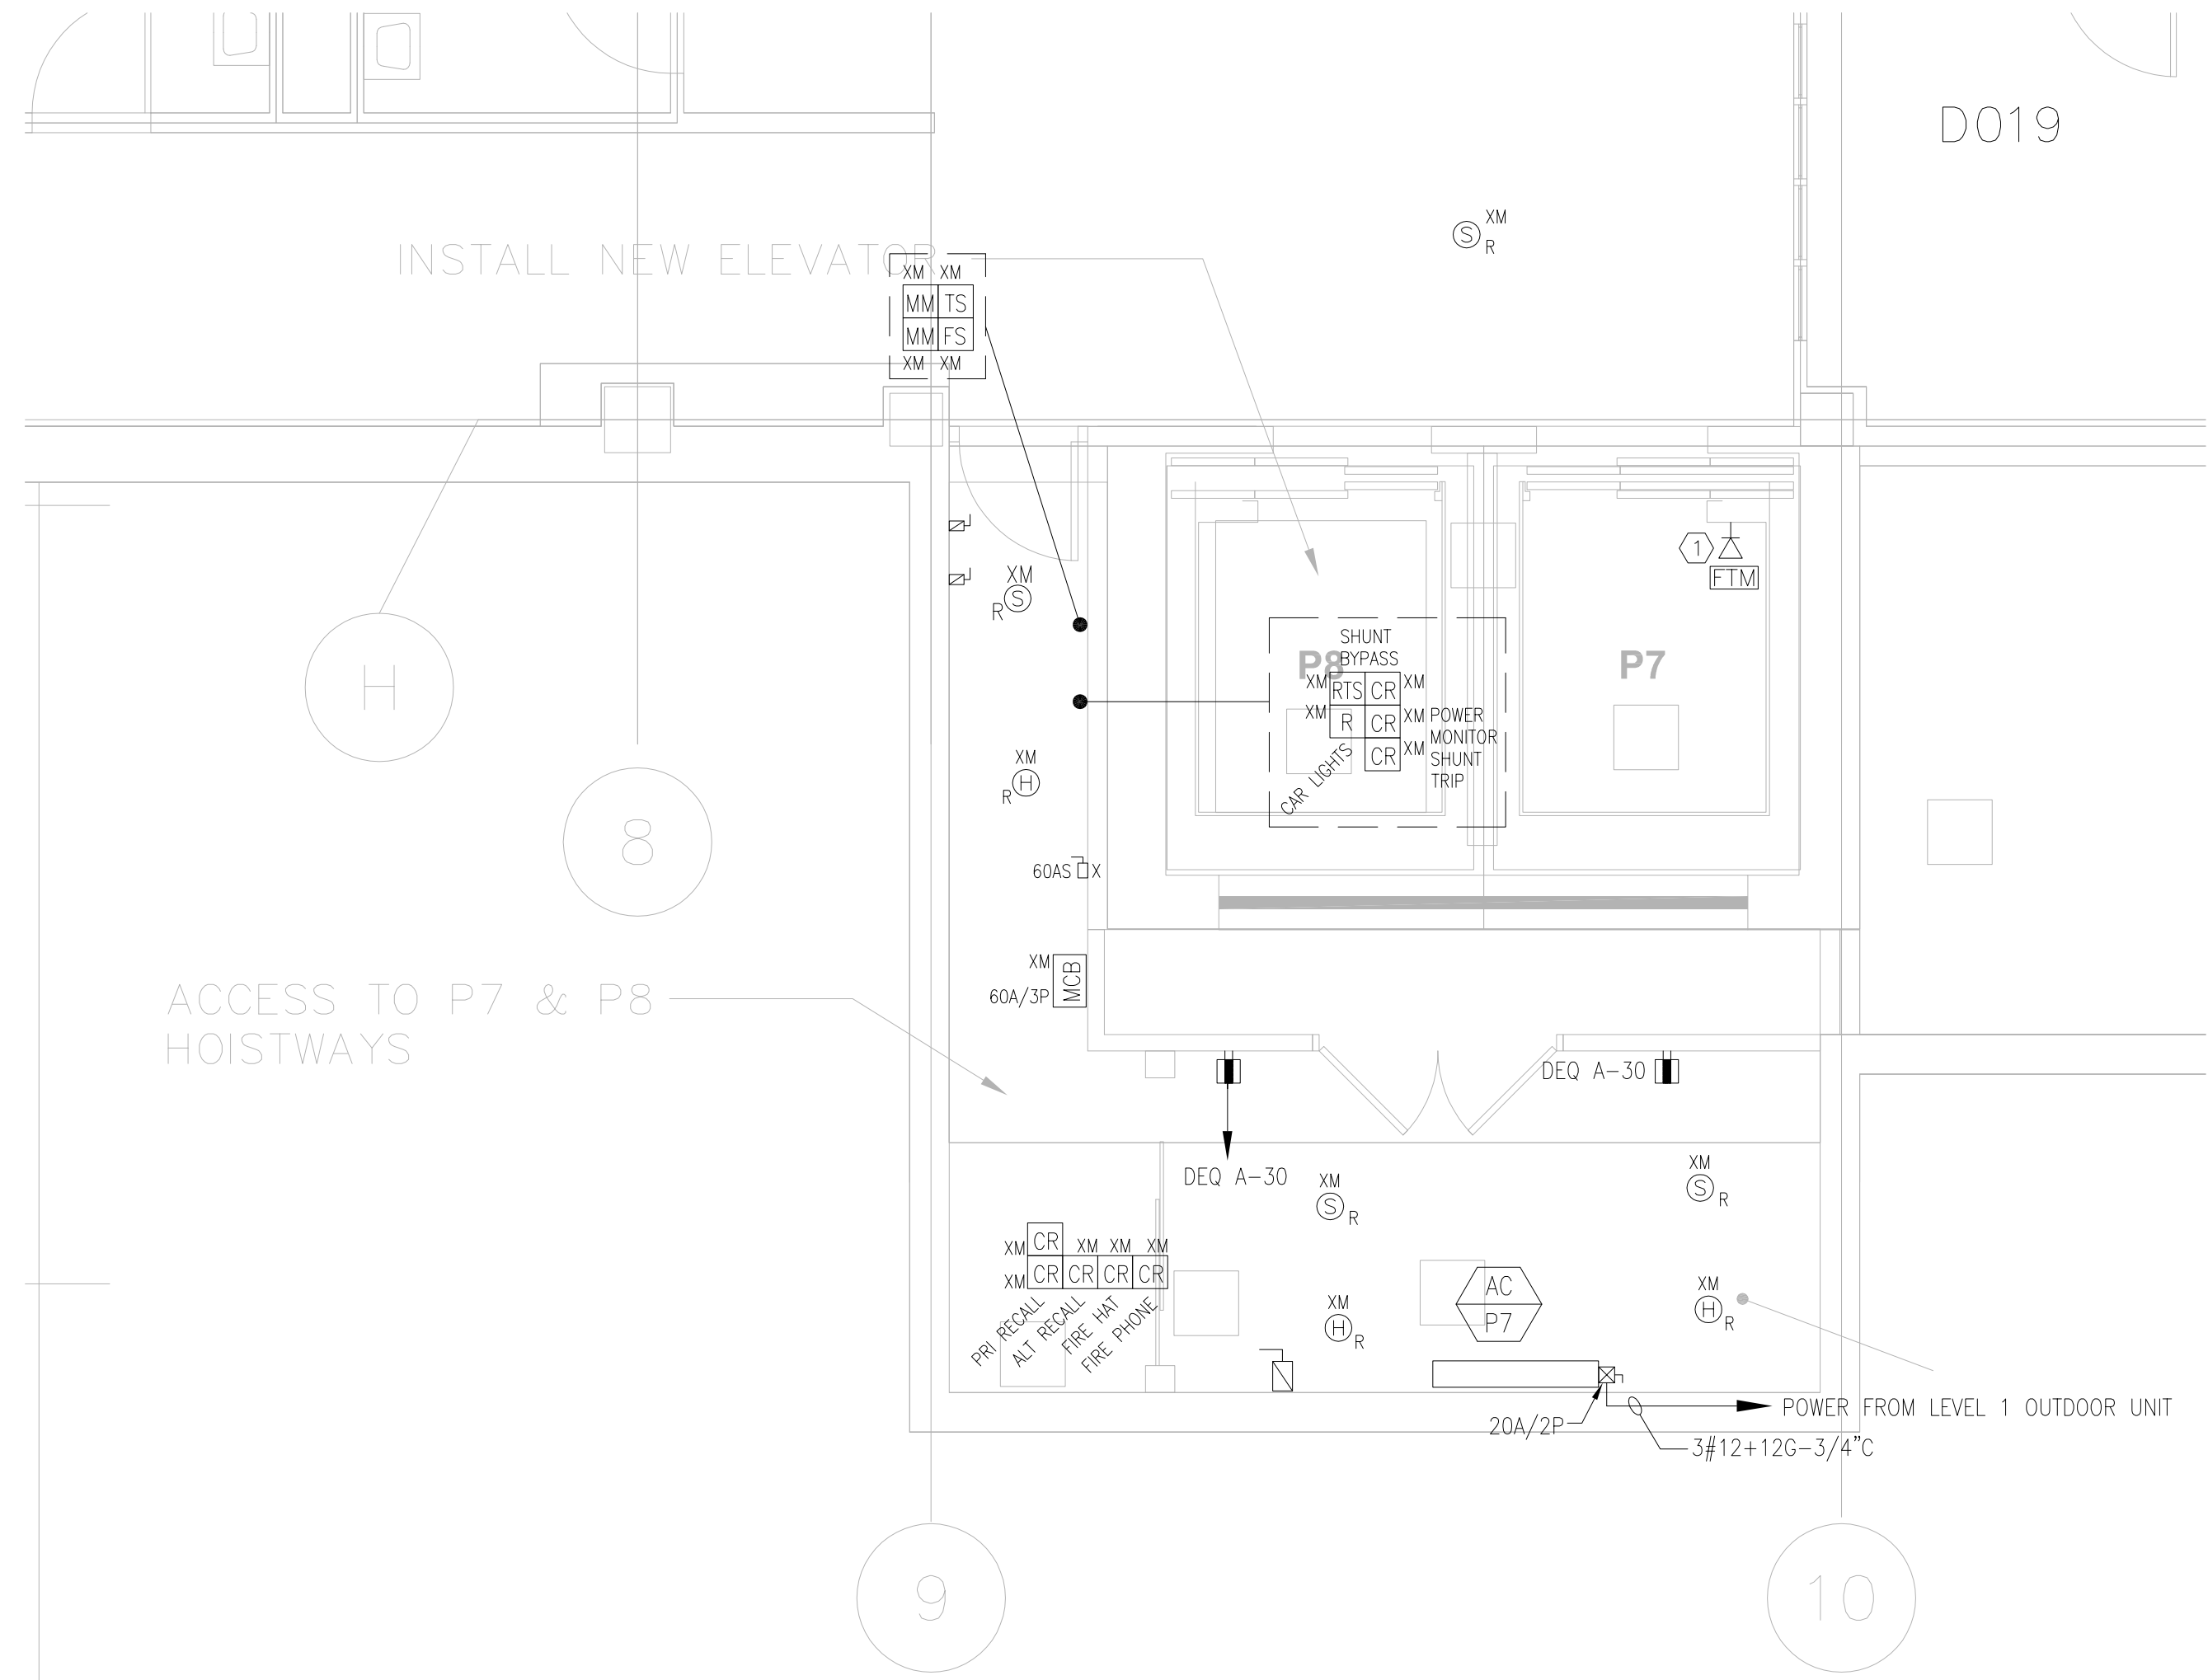 D019
XM
S
R
INSTALL NEW ELEVATOR
XM XM
MM TS
MM FS
XM XM
1
FTM
XM
S
R
H
SHUNT
BYPASS
P8
P7
XM RTS CR XM
XM R CR XM POWER
MONITOR
CR XM SHUNT
TRIP
CAR LIGHTS
XM
H
R
8
60AS X
XM
MCB
60A/3P
ACCESS TO P7 & P8
HOISTWAYS
DEQ A-30
DEQ A-30
XM
S
R
XM
S
R
XM CR XM XM XM
XM CR CR CR CR
PRI RECALL
ALT RECALL
FIRE HAT
FIRE PHONE
XM
H
R
AC
P7
XM
H
R
20A/2P
POWER FROM LEVEL 1 OUTDOOR UNIT
3#12+12G-3/4"C
9
10